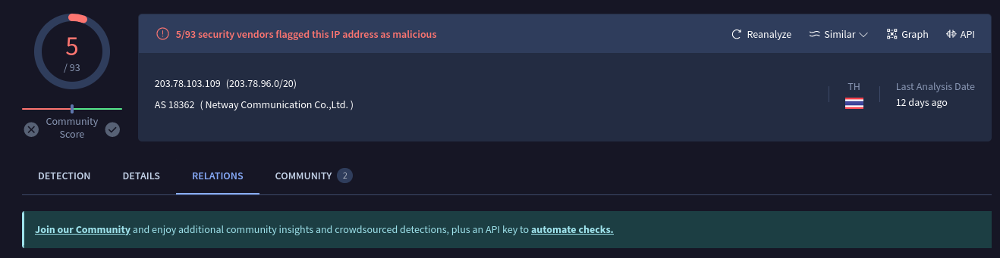 5
/ 93
Community
Score
5/93 security vendors flagged this IP address as malicious
Reanalyze
Similar
Graph
API
203.78.103.109 (203.78.96.0/20)
AS 18362 ( Netway Communication Co.,Ltd. )
TH
Last Analysis Date
12 days ago
DETECTION
DETAILS
RELATIONS
COMMUNITY 2
Join our Community and enjoy additional community insights and crowdsourced detections, plus an API key to automate checks.